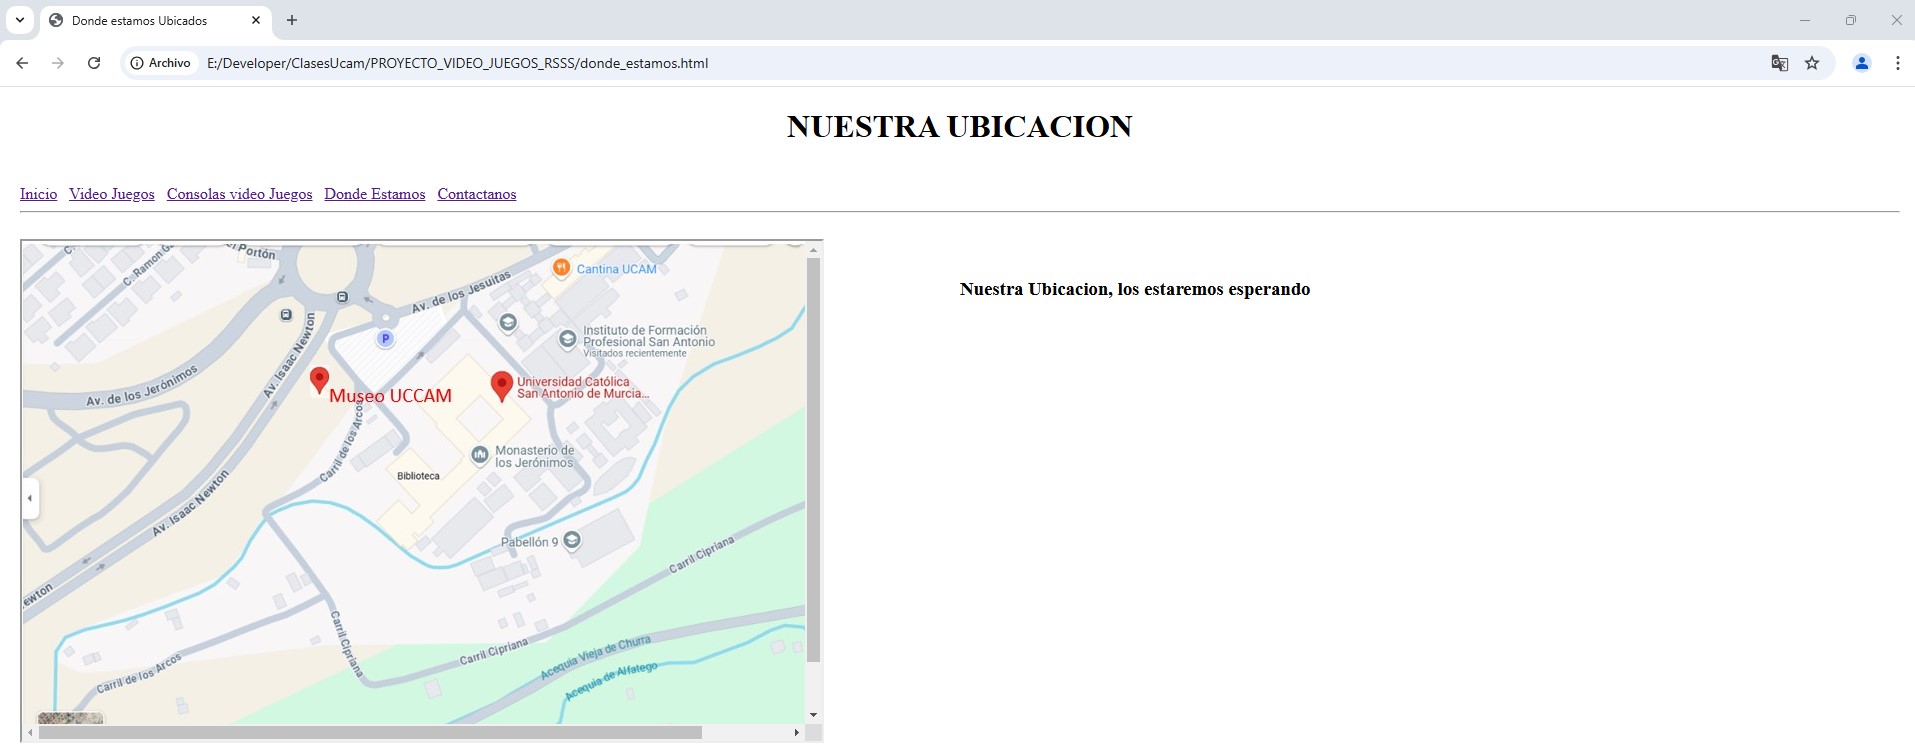 Donde estamos Ubicados
Archivo E:/Developer/ClasesUcam/PROYECTO_VIDEO_JUEGOS_RSSS/donde_estamos.html
NUESTRA UBICACION
Inicio Video Juegos Consolas video Juegos Donde Estamos Contactanos
Nuestra Ubicacion, los estaremos esperando
Portón
C. Ramon
Av. de los Jesuitas
Cantina UCAM
Instituto de Formación
Profesional San Antonio
Visitados recientemente
P
Av. Isaac Newton
Av. de los Jerónimos
Museo UCCAM
Universidad Católica
San Antonio de Murcia...
Carril de los Arcos
Monasterio de
los Jerónimos
Biblioteca
Av. Isaac Newton
Pabellón 9
Carril Cipriana
ewton
Carril Cipriana
Carril Cipriana
Carril de los Arcos
Acequia Vieja de Churra
Acequia de Alfatego